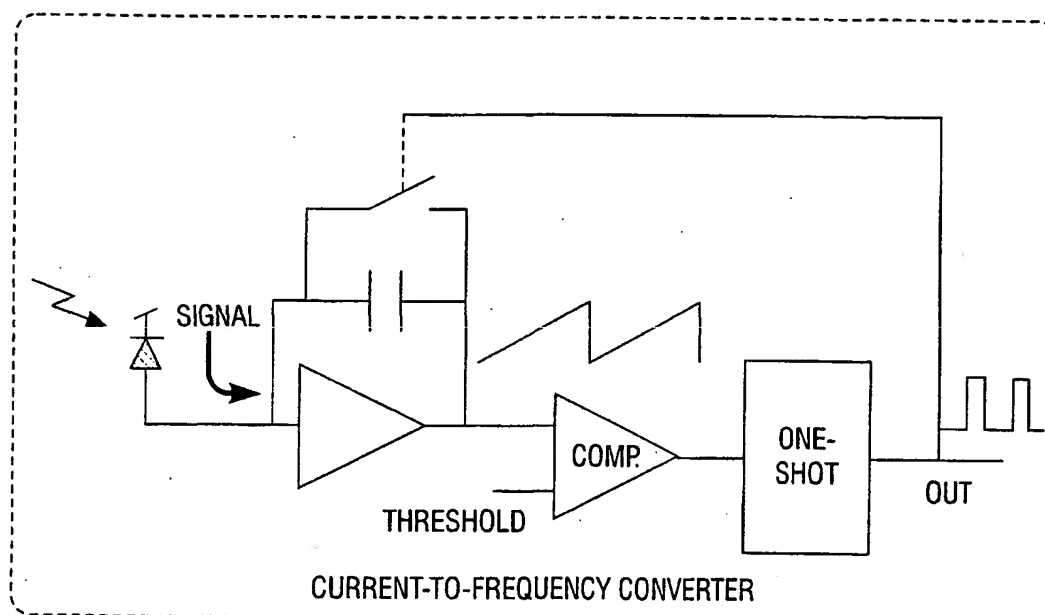 SIGNAL
COMP.
THRESHOLD
ONE-
SHOT
OUT
CURRENT-TO-FREQUENCY CONVERTER